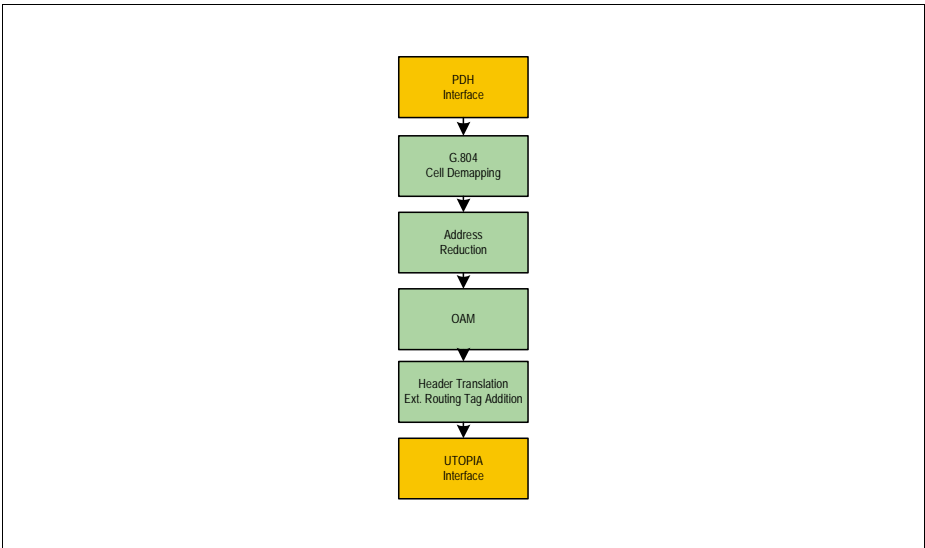 PDH
Interface
G.804
Cell Demapping
Address
Reduction
OAM
Header Translation
Ext. Routing Tag Addition
UTOPIA
Interface